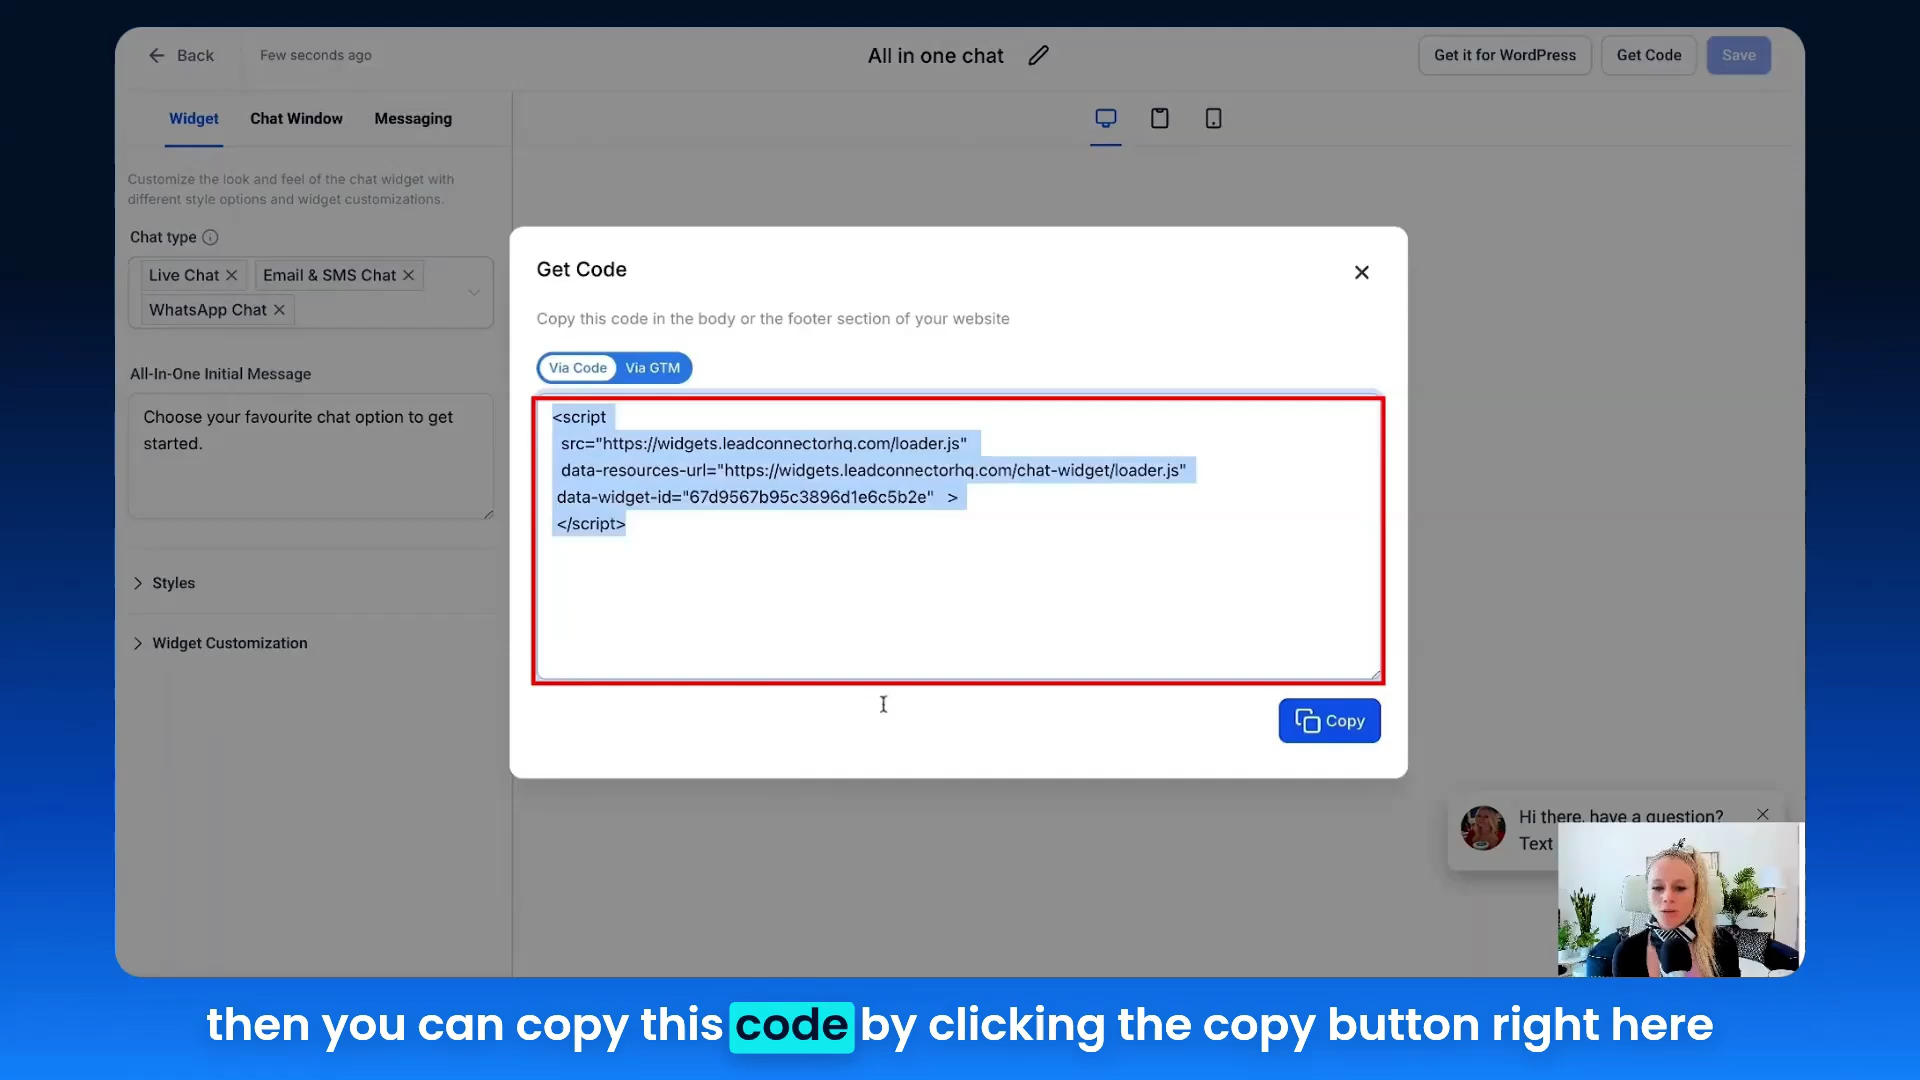 Back
Few seconds ago
All in one chat
Get it for WordPress
Get Code
Save
Widget
Chat Window
Messaging
Customize the look and feel of the chat widget with
different style options and widget customizations.
Chat type
Live Chat
Email & SMS Chat
WhatsApp Chat
All-In-One Initial Message
Choose your favourite chat option to get
started.
Styles
Widget Customization
Get Code
Copy this code in the body or the footer section of your website
Via Code
Via GTM
<script
src="https://widgets.leadconnectorhq.com/loader.js"
data-resources-url="https://widgets.leadconnectorhq.com/chat-widget/loader.js"
data-widget-id="67d9567b95c3896d1e6c5b2e" >
</script>
Copy
Hi there, have a question?
Text
then you can copy this code by clicking the copy button right here